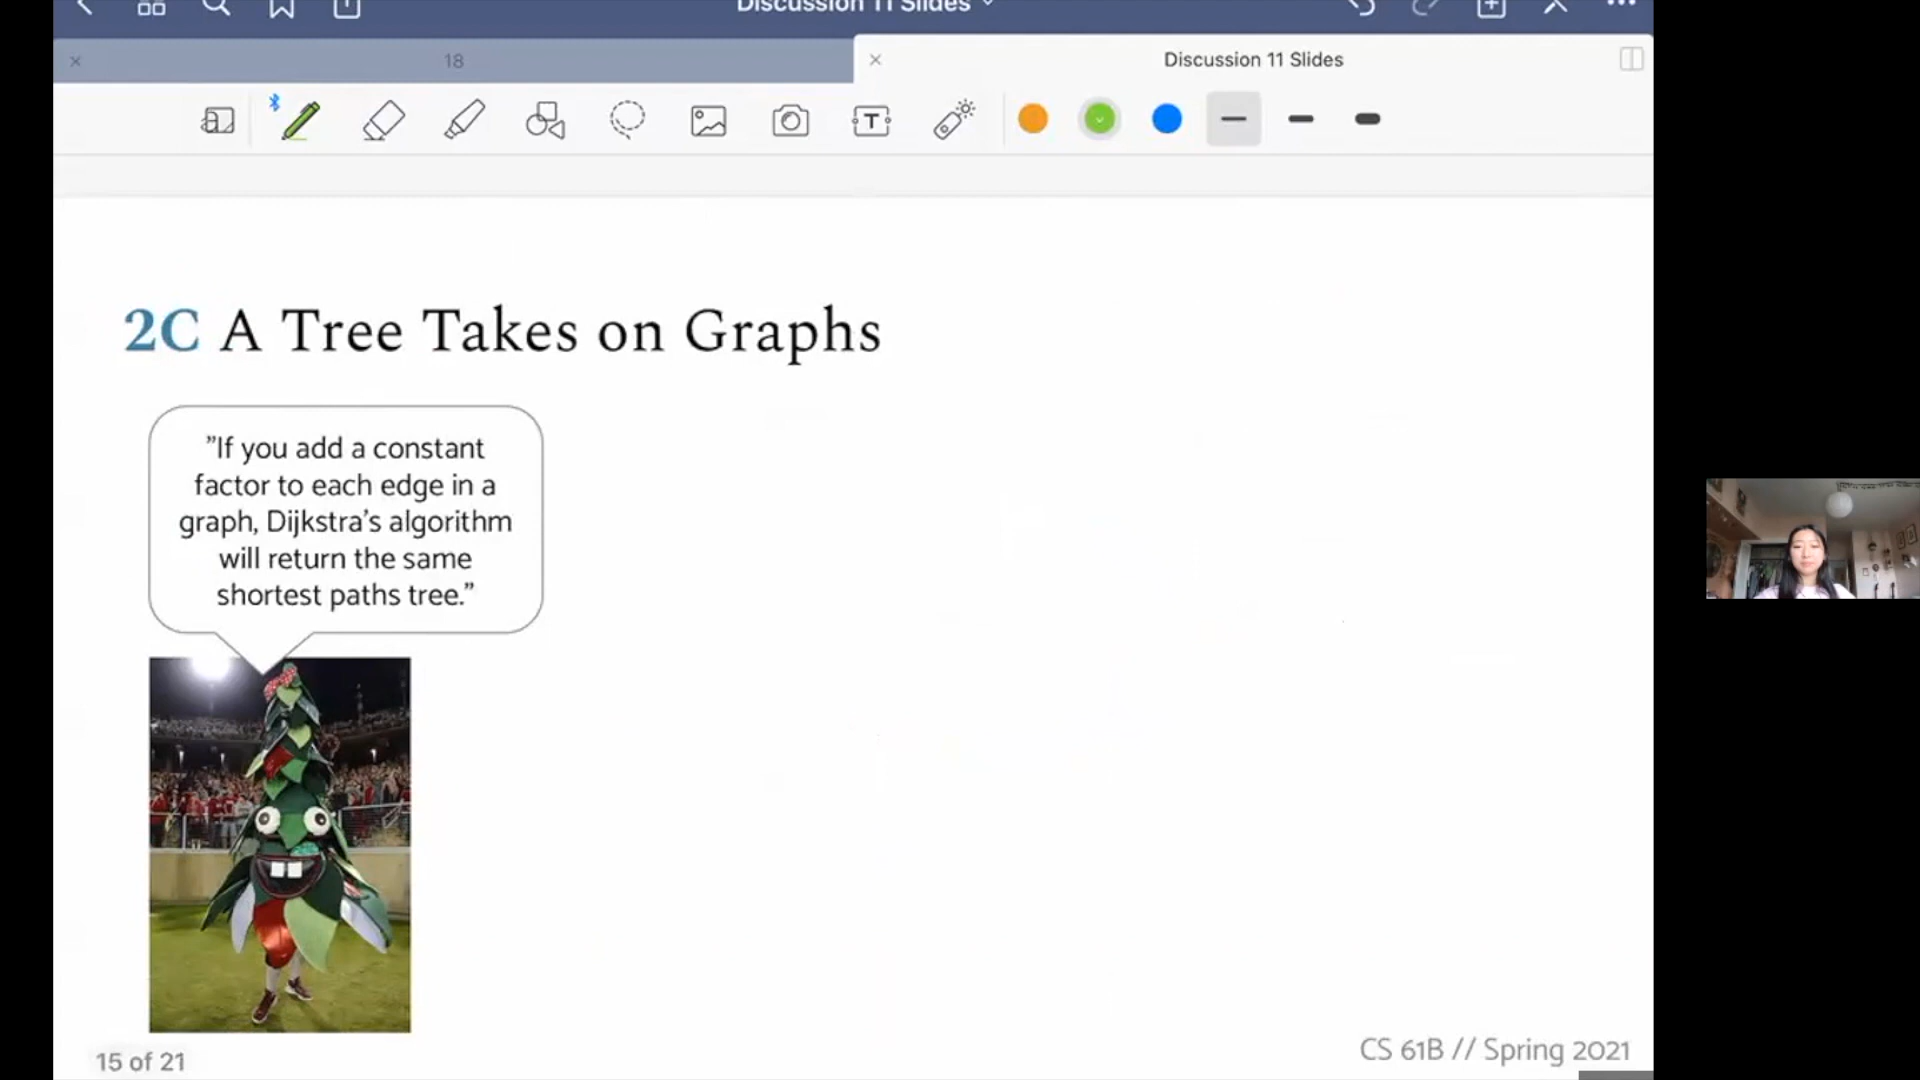 Discussion 11 Slides
18
Discussion 11 Slides
T
2C A Tree Takes on Graphs
”If you add a constant
factor to each edge in a
graph, Dijkstra’s algorithm
will return the same
shortest paths tree.”
15 of 21
CS 61B // Spring 2021